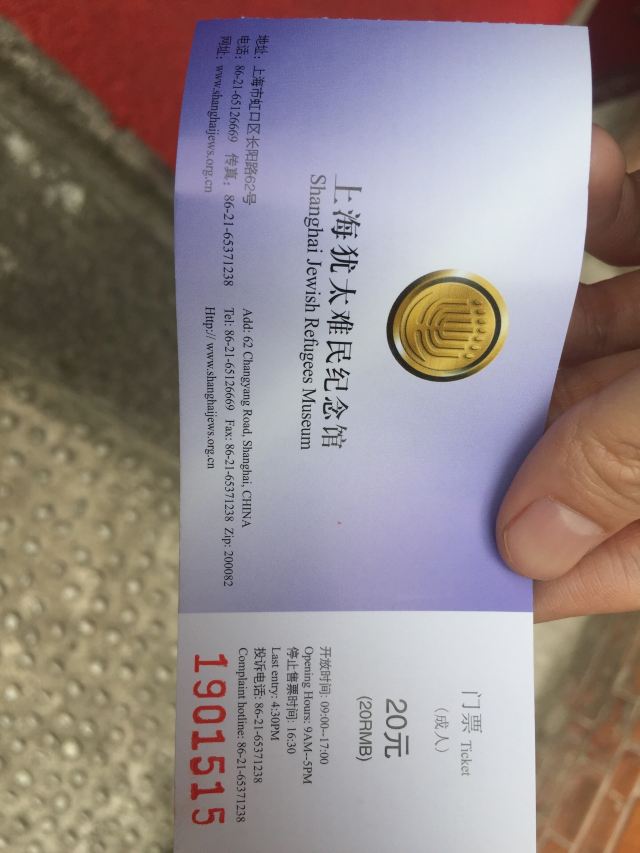 上海犹太难民纪念馆
Shanghai Jewish Refugees Museum
地址：上海市虹口区长阳路62号
电话：86-21-65126669 传真：86-21-65371238
网址：www.shanghaijews.org.cn
Add: 62 Changyang Road, Shanghai, CHINA
Tel: 86-21-65126669 Fax: 86-21-65371238 Zip: 200082
Http:// www.shanghaijews.org.cn
门票 Ticket
（成人）
20元
(20RMB)
开放时间: 09:00--17:00
Opening Hours: 9AM--5PM
停止售票时间: 16:30
Last entry: 4:30PM
投诉电话: 86-21-65371238
Complaint hotline: 86-21-65371238
1901515